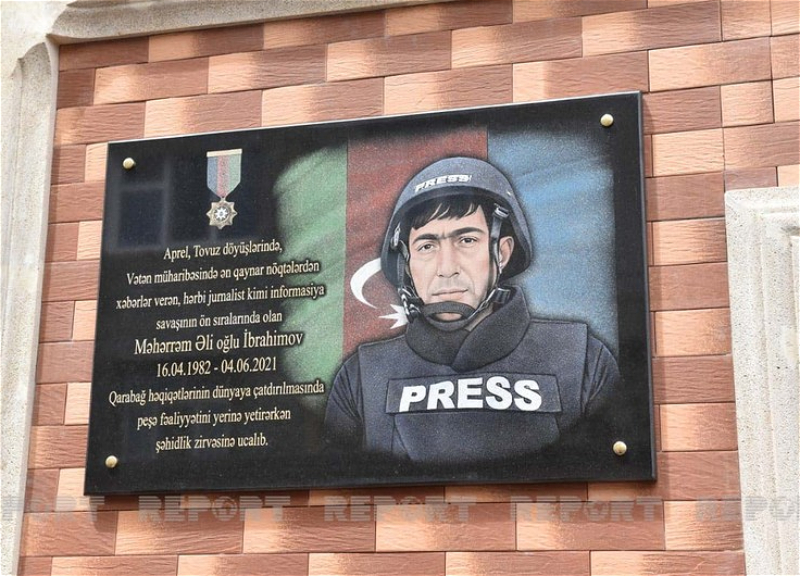 Aprel, Tovuz döyüşlərində,
Vətən müharibəsində ən qaynar nöqtələrdən
xəbərlər verən, hərbi jurnalist kimi informasiya
savaşının ön sıralarında olan
Məhərrəm Əli oğlu İbrahimov
16.04.1982 - 04.06.2021
Qarabağ həqiqətlərinin dünyaya çatdırılmasında
peşə fəaliyyətini yerinə yetirərkən
şəhidlik zirvəsinə ucalıb.
PRESS
PRESS
REPORT REPORT REPORT REPORT